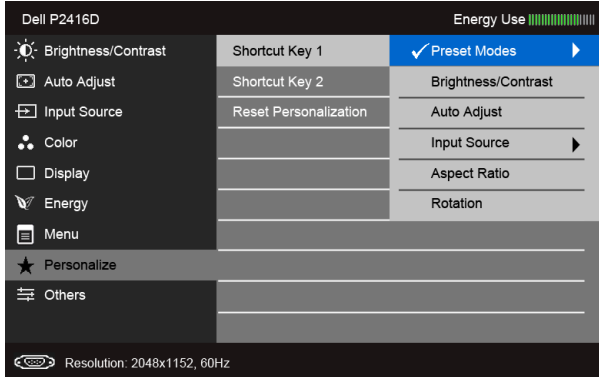 Dell P2416D Energy Use
Brightness/Contrast Shortcut Key 1 Preset Modes
Auto Adjust Shortcut Key 2 Brightness/Contrast
Input Source Reset Personalization Auto Adjust
Color Input Source
Display Aspect Ratio
Energy Rotation
Menu
Personalize
Others
Resolution: 2048x1152, 60Hz